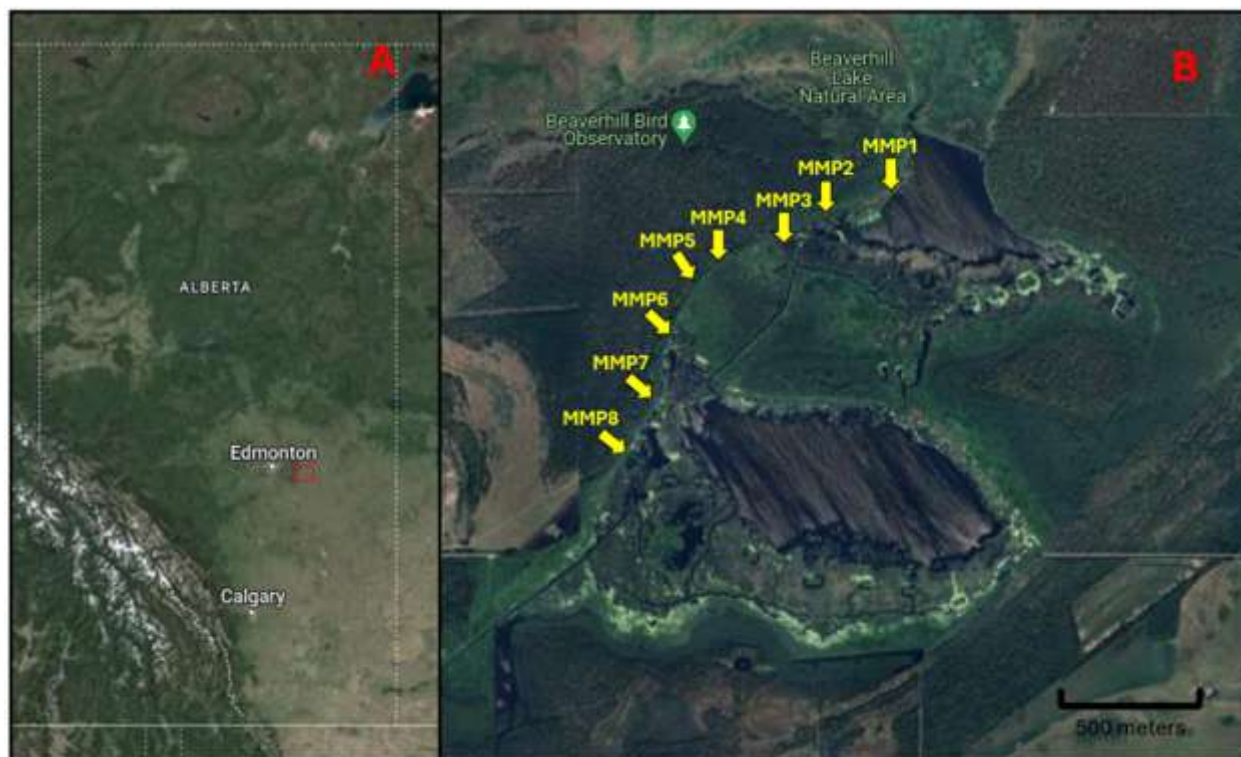 A
ALBERTA
Edmonton
Calgary
B
Beaverhill
Lake
Natural Area
Beaverhill Bird
Observatory
MMP1
MMP2
MMP3
MMP4
MMP5
MMP6
MMP7
MMP8
500 meters